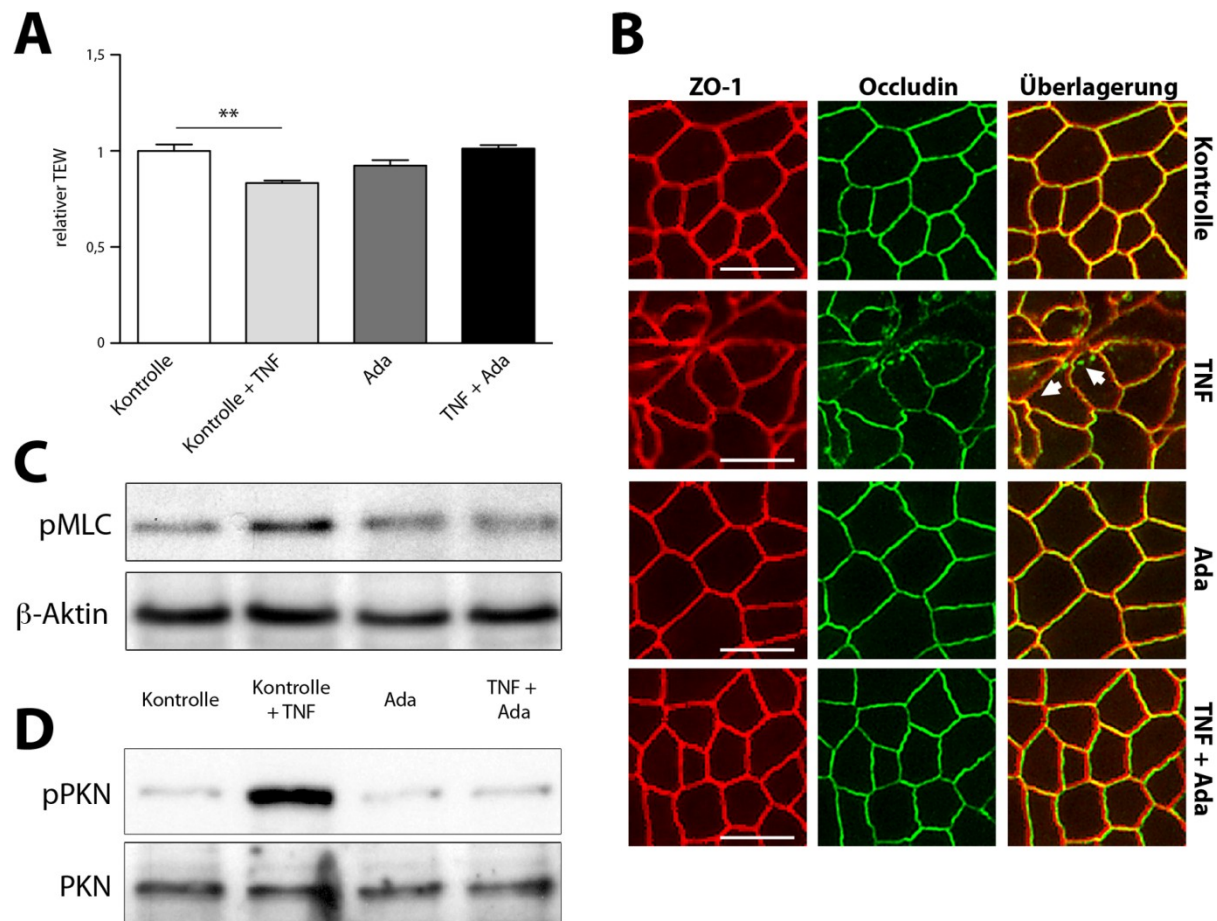 A
1,5
1
0,5
0
relativer TEW
**
Kontrolle
Kontrolle + TNF
Ada
TNF + Ada
B
ZO-1 Occludin Überlagerung
Kontrolle
TNF
Ada
TNF + Ada
C
pMLC
β-Aktin
Kontrolle Kontrolle Ada TNF +
+ TNF Ada
D
pPKN
PKN